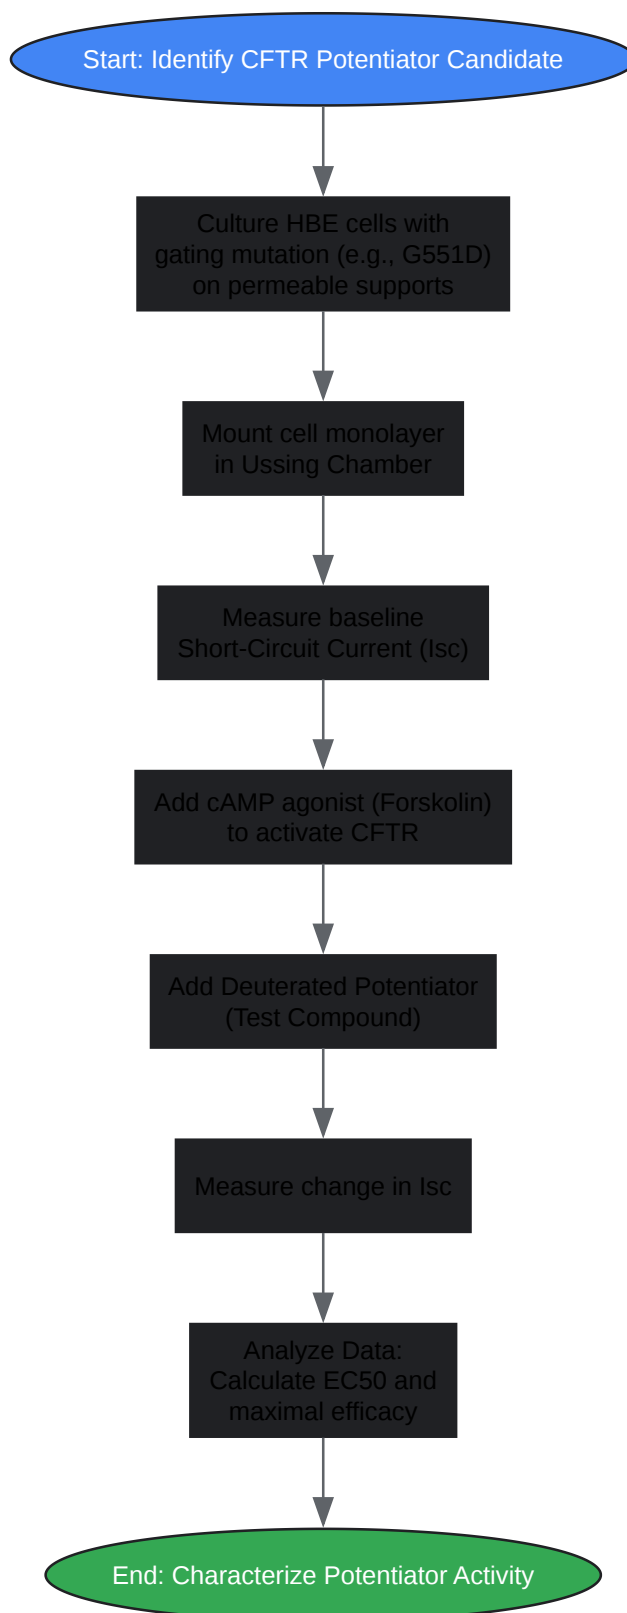 Start: Identify CFTR Potentiator Candidate
Culture HBE cells with
gating mutation (e.g., G551D)
on permeable supports
Mount cell monolayer
in Ussing Chamber
Measure baseline
Short-Circuit Current (Isc)
Add cAMP agonist (Forskolin)
to activate CFTR
Add Deuterated Potentiator
(Test Compound)
Measure change in Isc
Analyze Data:
Calculate EC50 and
maximal efficacy
End: Characterize Potentiator Activity